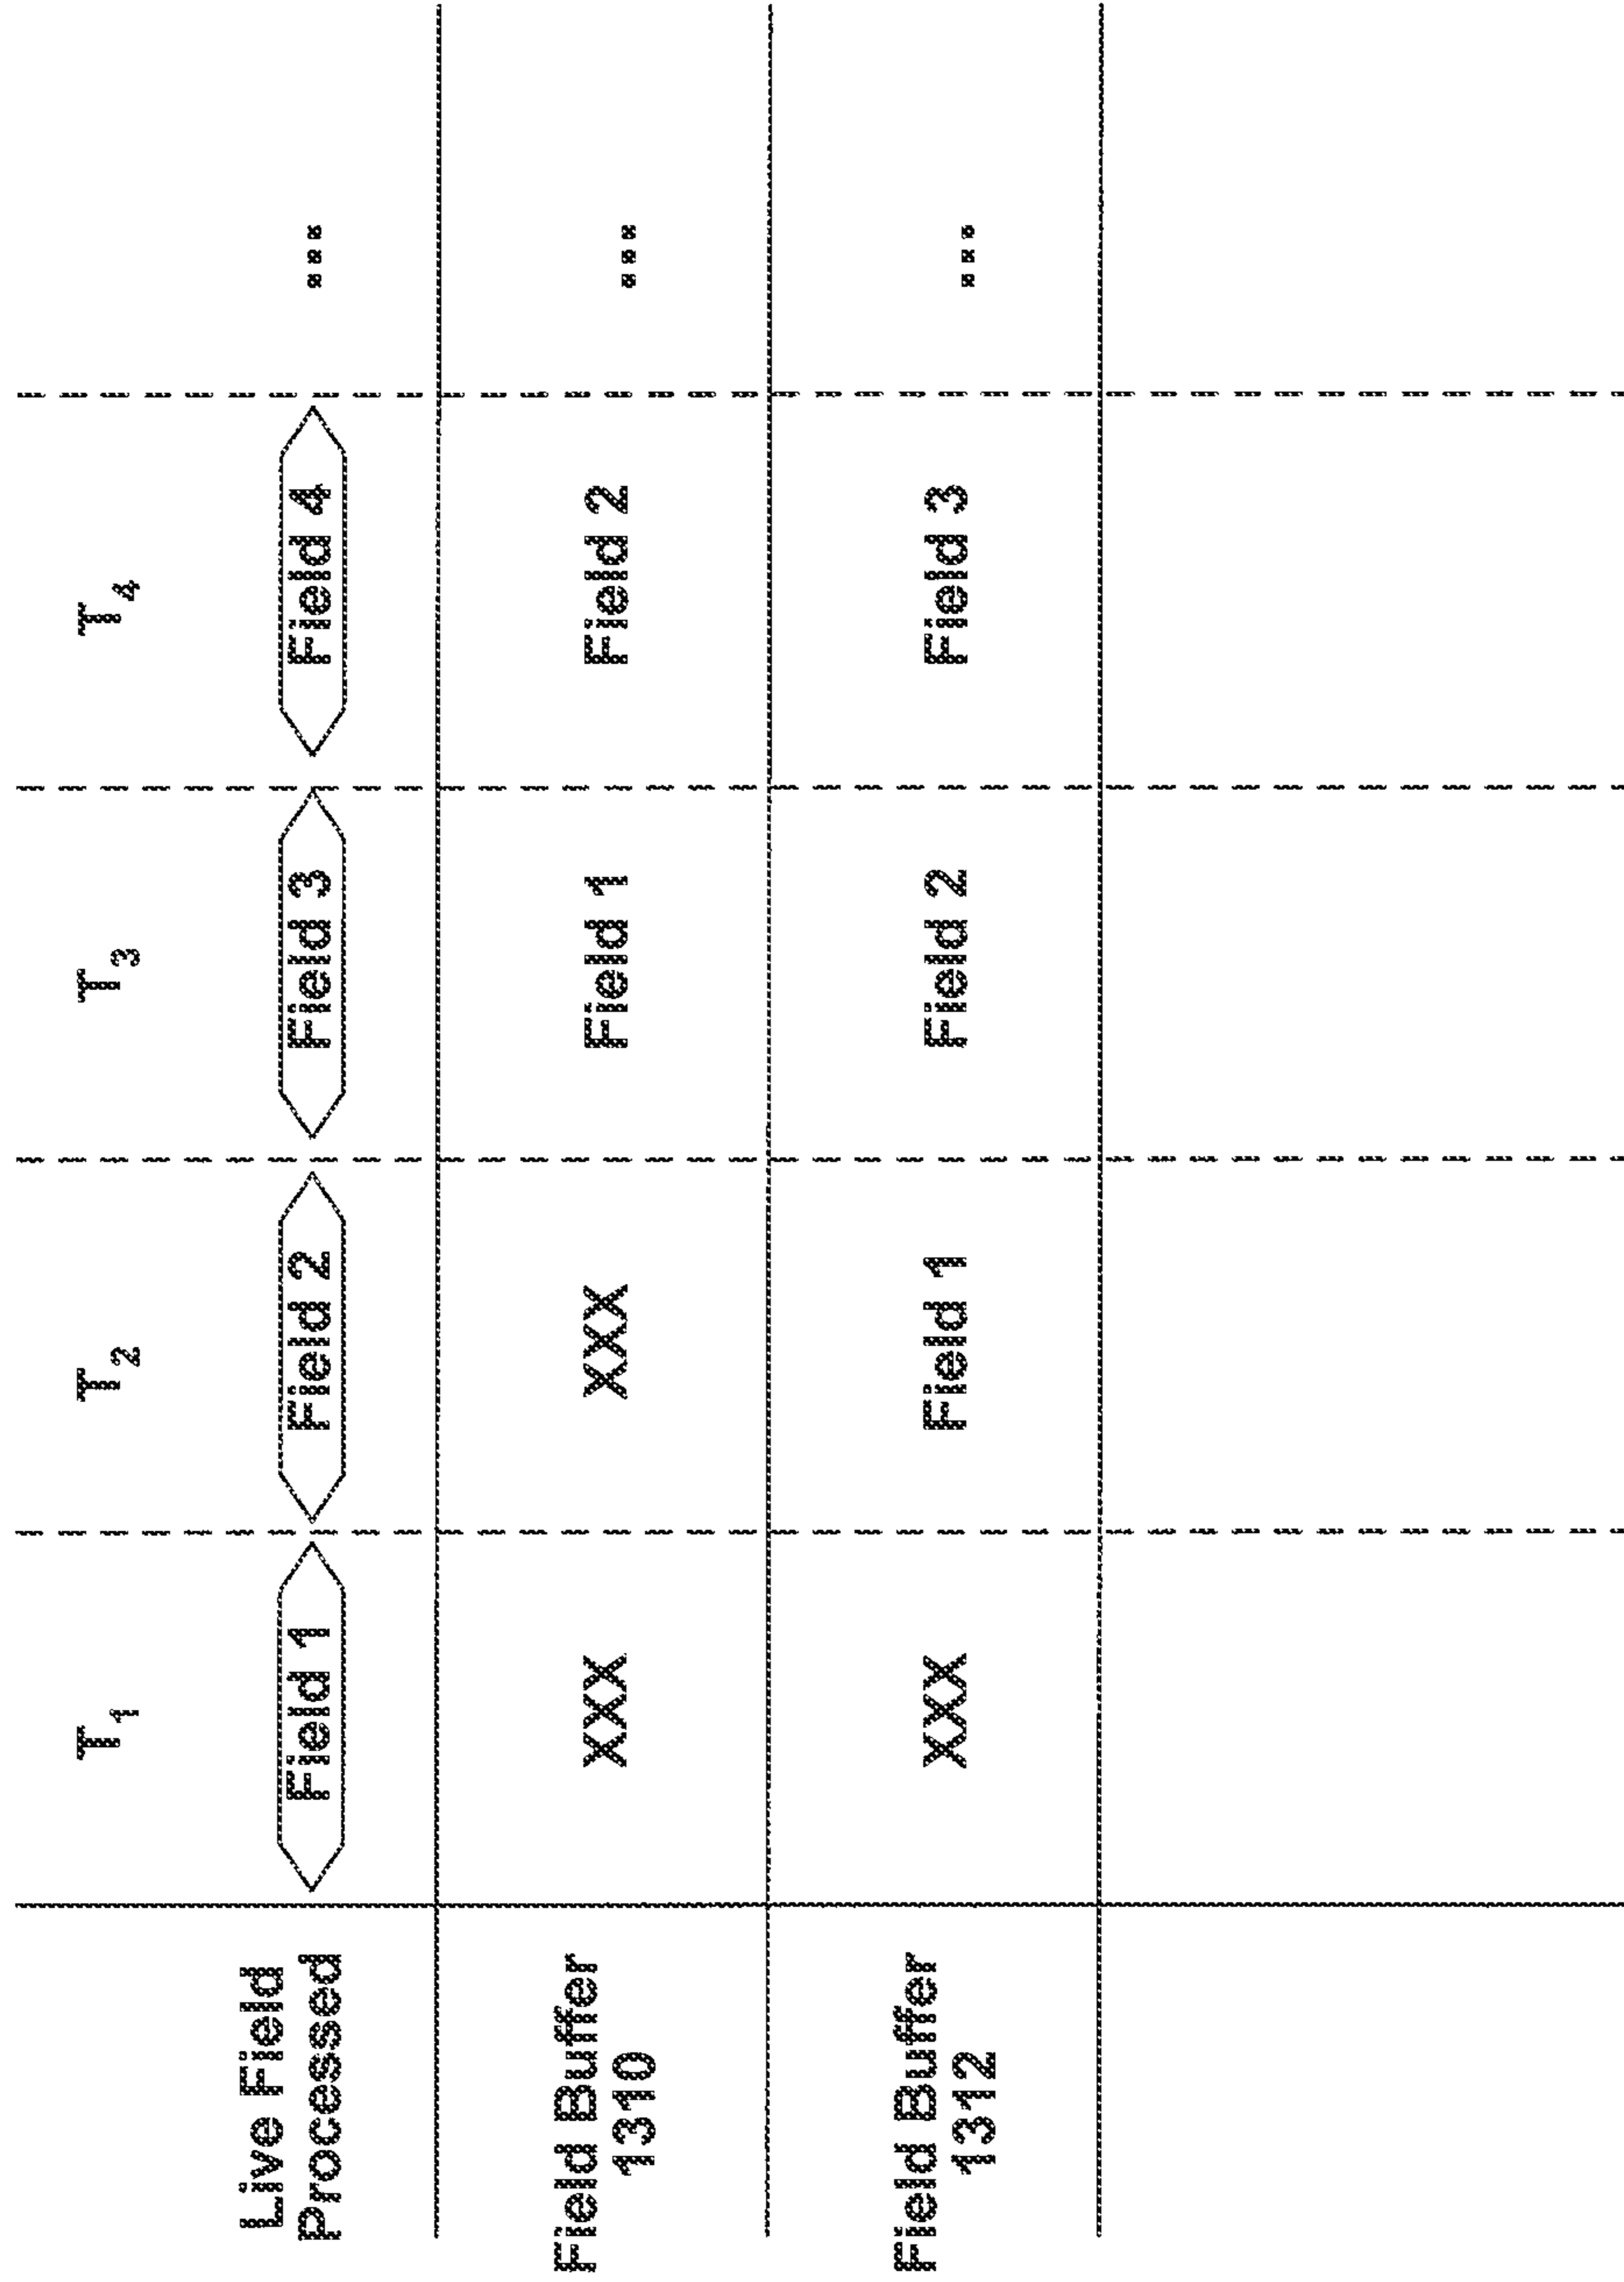 T1 T2 T3 T4
Live Field
Processed
Field 1 Field 2 Field 3 Field 4 ...
Field Buffer
1310
XXX XXX Field 1 Field 2 ...
Field Buffer
1312
XXX Field 1 Field 2 Field 3 ...